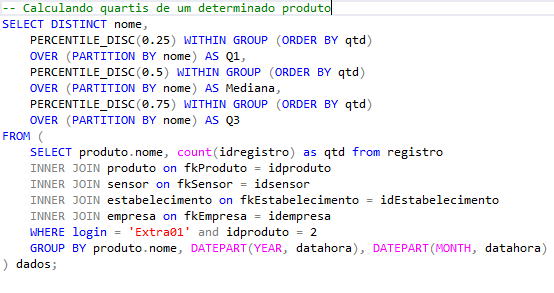 -- Calculando quartis de um determinado produto
SELECT DISTINCT nome,
PERCENTILE_DISC(0.25) WITHIN GROUP (ORDER BY qtd)
OVER (PARTITION BY nome) AS Q1,
PERCENTILE_DISC(0.5) WITHIN GROUP (ORDER BY qtd)
OVER (PARTITION BY nome) AS Mediana,
PERCENTILE_DISC(0.75) WITHIN GROUP (ORDER BY qtd)
OVER (PARTITION BY nome) AS Q3
FROM (
SELECT produto.nome, count(idregistro) as qtd from registro
INNER JOIN produto on fkProduto = idproduto
INNER JOIN sensor on fkSensor = idsensor
INNER JOIN estabelecimento on fkEstabelecimento = idEstabelecimento
INNER JOIN empresa on fkEmpresa = idempresa
WHERE login = 'Extra01' and idproduto = 2
GROUP BY produto.nome, DATEPART(YEAR, datahora), DATEPART(MONTH, datahora)
) dados;